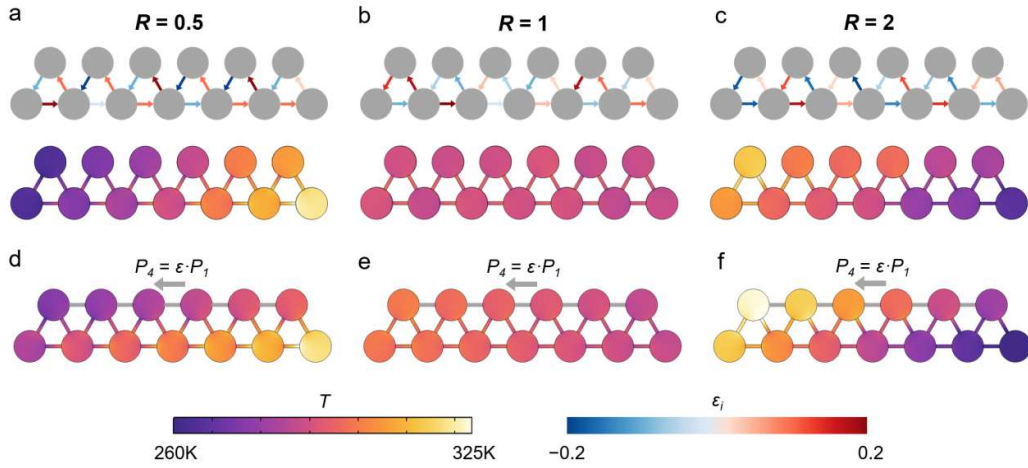 a
R = 0.5
b
R = 1
c
R = 2
d
P4 = ε·P1
e
P4 = ε·P1
f
P4 = ε·P1
T
260K
325K
εi
−0.2
0.2